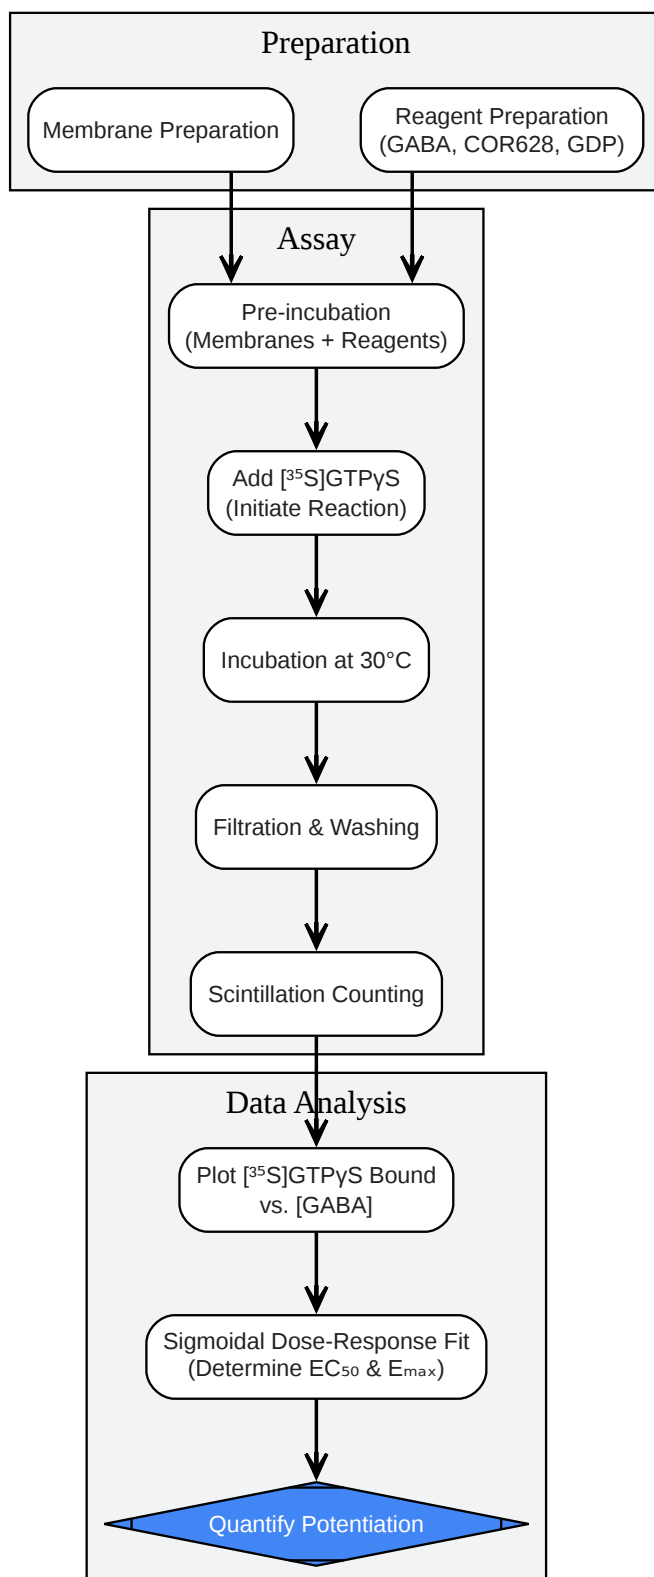 Preparation
Membrane Preparation
Reagent Preparation
(GABA, COR628, GDP)
Assay
Pre-incubation
(Membranes + Reagents)
Add [³⁵S]GTPγS
(Initiate Reaction)
Incubation at 30°C
Filtration & Washing
Scintillation Counting
Data Analysis
Plot [³⁵S]GTPγS Bound
vs. [GABA]
Sigmoidal Dose-Response Fit
(Determine EC₅₀ & Eₘₐₓ)
Quantify Potentiation